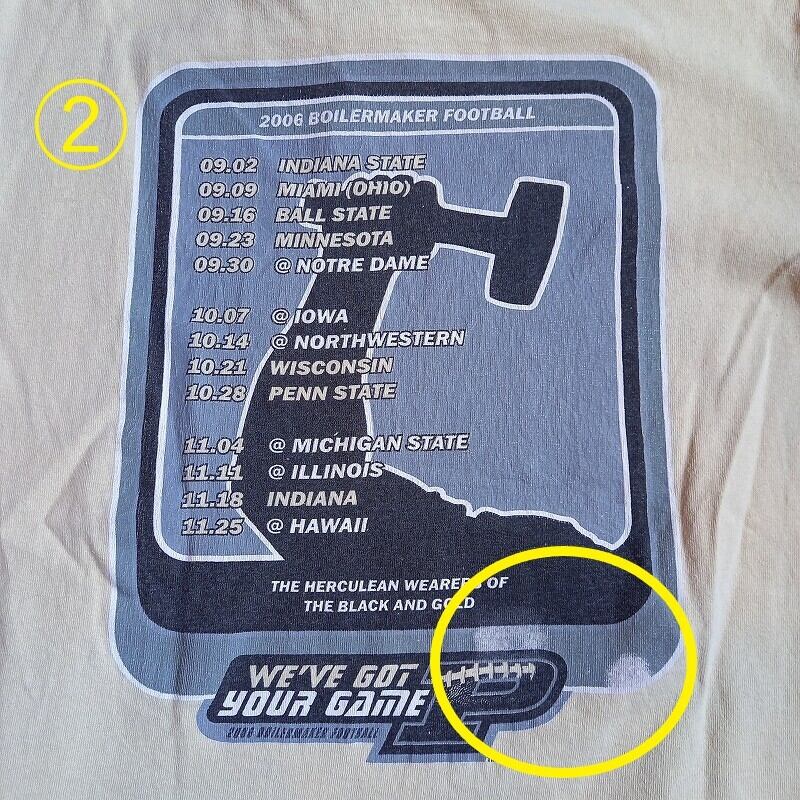 ②
2006 BOILERMAKER FOOTBALL
09.02 INDIANA STATE
09.09 MIAMI (OHIO)
09.16 BALL STATE
09.23 MINNESOTA
09.30 @ NOTRE DAME
10.07 @ IOWA
10.14 @ NORTHWESTERN
10.21 WISCONSIN
10.28 PENN STATE
11.04 @ MICHIGAN STATE
11.11 @ ILLINOIS
11.18 INDIANA
11.25 @ HAWAII
THE HERCULEAN WEARERS OF
THE BLACK AND GOLD
WE'VE GOT
YOUR GAME
P
2006 BOILERMAKER FOOTBALL